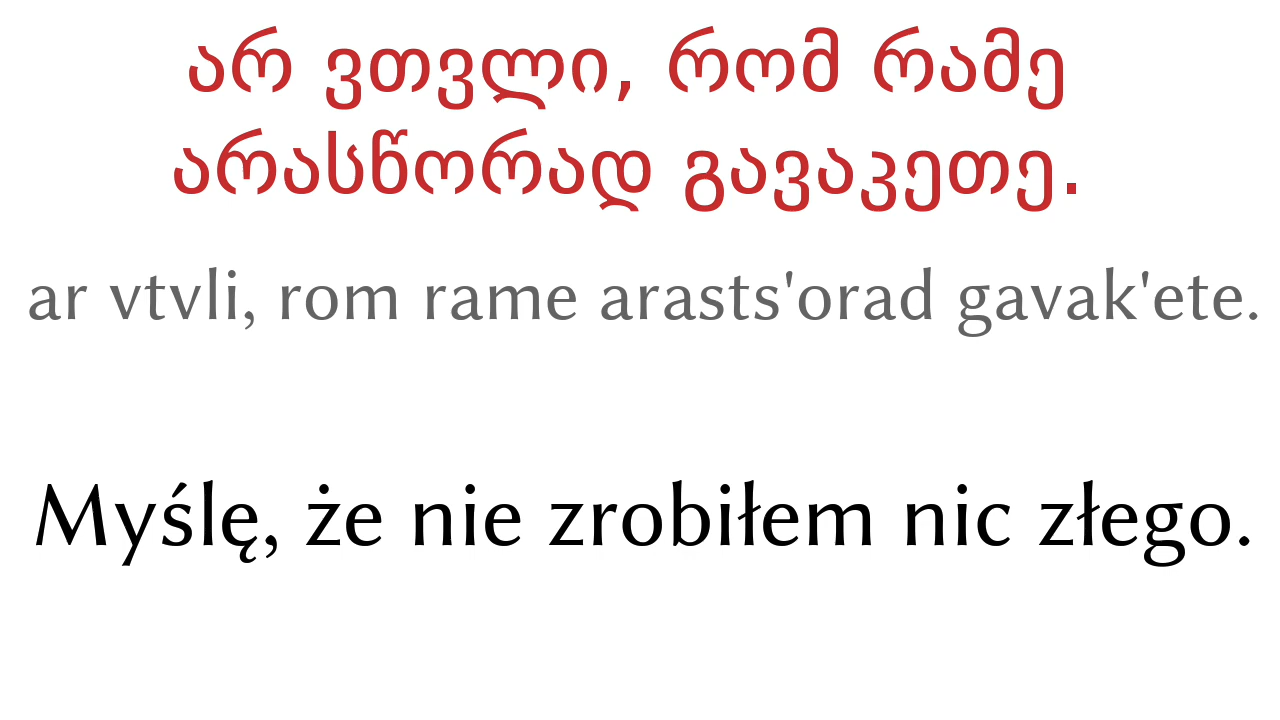 არ ვთვლი, რომ რამე
არასწორად გავაკეთე.
ar vtvli, rom rame arasts'orad gavak'ete.
Myślę, że nie zrobiłem nic złego.